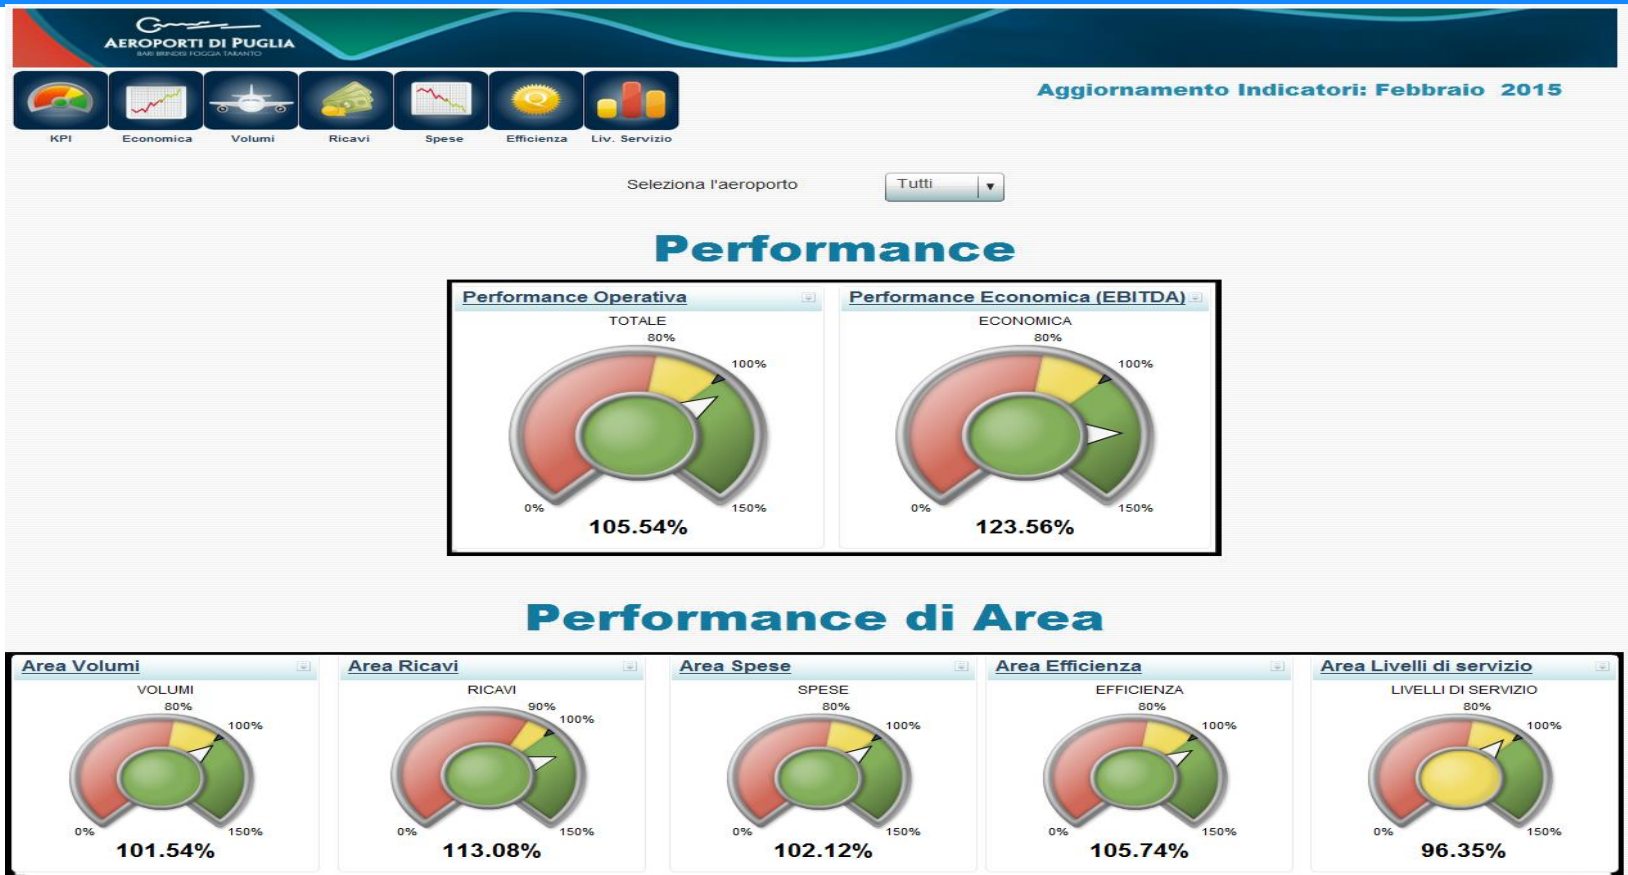 AEROPORTI DI PUGLIA
BARI BRINDISI FOGGIA TARANTO
Aggiornamento Indicatori: Febbraio 2015
KPI Economica Volumi Ricavi Spese Efficienza Liv. Servizio
Seleziona l'aeroporto Tutti
Performance
Performance Operativa
TOTALE
80%
100%
0%
150%
105.54%
Performance Economica (EBITDA)
ECONOMICA
80%
100%
0%
150%
123.56%
Performance di Area
Area Volumi
VOLUMI
80%
100%
0%
150%
101.54%
Area Ricavi
RICAVI
90%
100%
0%
150%
113.08%
Area Spese
SPESE
80%
100%
0%
150%
102.12%
Area Efficienza
EFFICIENZA
80%
100%
0%
150%
105.74%
Area Livelli di servizio
LIVELLI DI SERVIZIO
80%
100%
0%
150%
96.35%